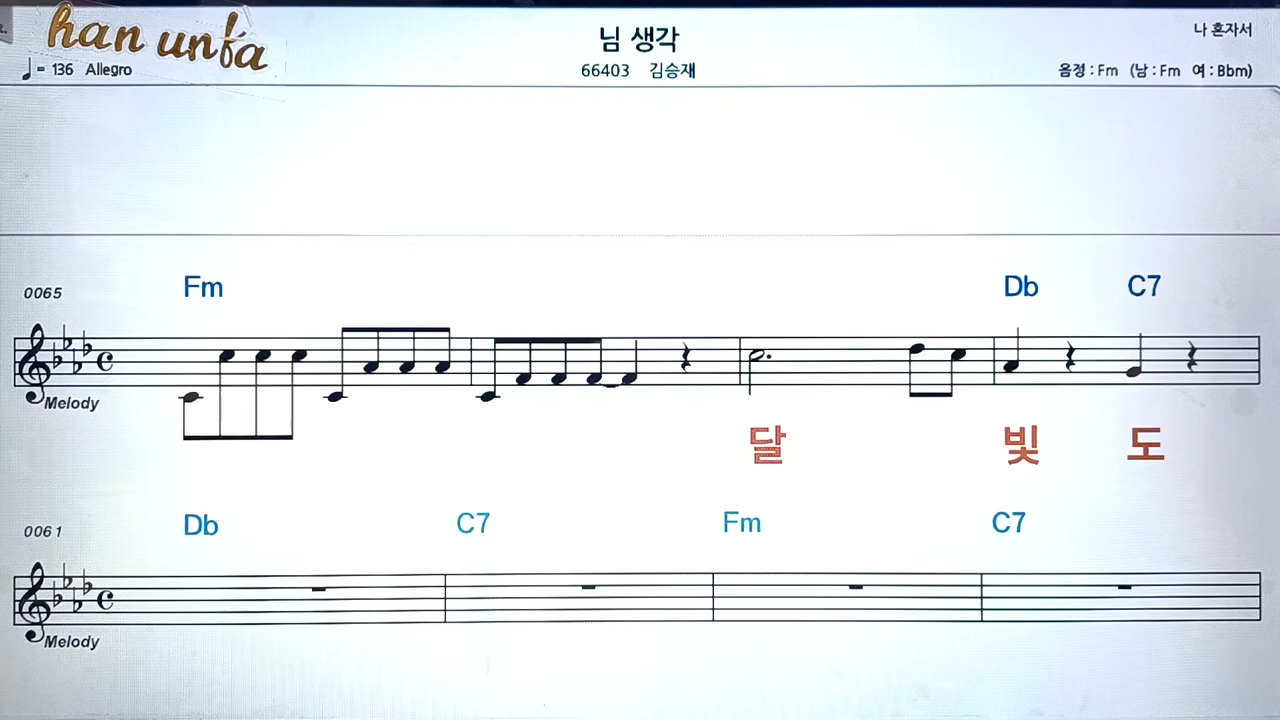 han unfa
님 생각
나 혼자서
♩= 136 Allegro
66403 김승재
음정 : Fm (남 : Fm 여 : Bbm)
0065
Fm
Db
C7
Melody
달 빛 도
0061
Db
C7
Fm
C7
Melody